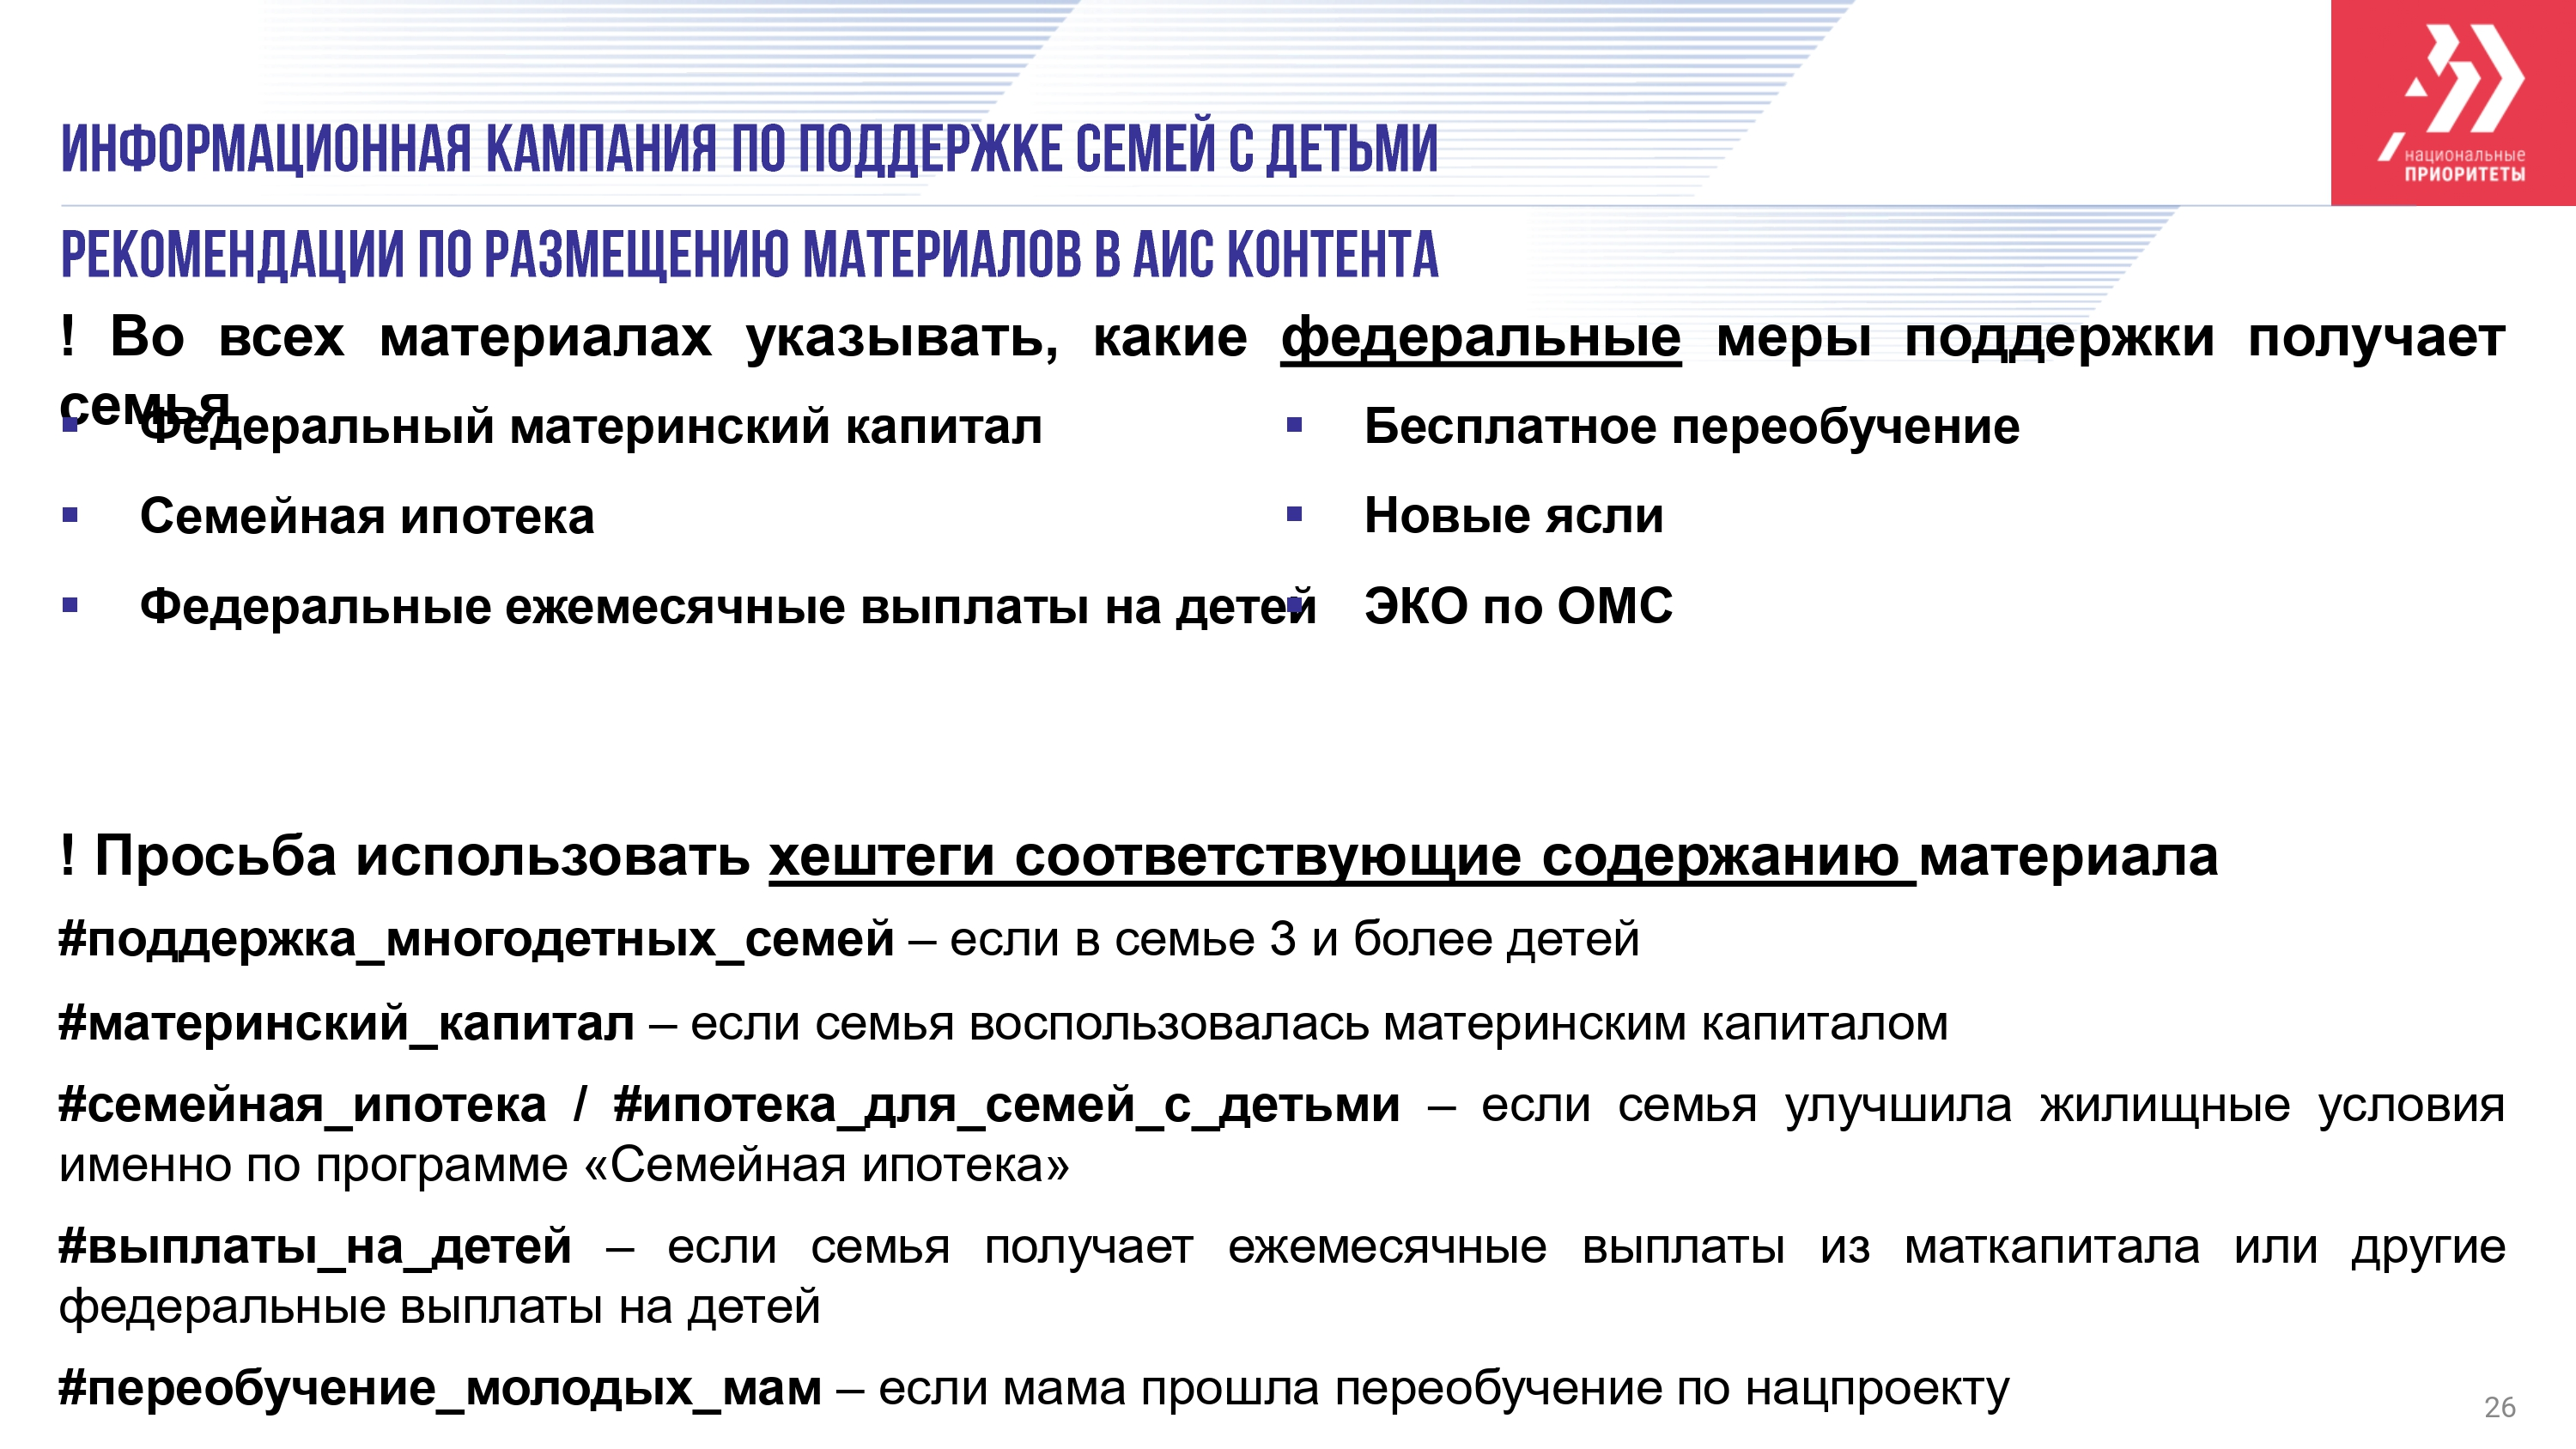 национальные
ПРИОРИТЕТЫ
ИНФОРМАЦИОННАЯ КАМПАНИЯ ПО ПОДДЕРЖКЕ СЕМЕЙ С ДЕТЬМИ
РЕКОМЕНДАЦИИ ПО РАЗМЕЩЕНИЮ МАТЕРИАЛОВ В АИС КОНТЕНТА
! Во всех материалах указывать, какие федеральные меры поддержки получает
семья
▪ Федеральный материнский капитал
▪ Семейная ипотека
▪ Федеральные ежемесячные выплаты на детей
▪ Бесплатное переобучение
▪ Новые ясли
▪ ЭКО по ОМС
! Просьба использовать хештеги соответствующие содержанию материала
#поддержка_многодетных_семей – если в семье 3 и более детей
#материнский_капитал – если семья воспользовалась материнским капиталом
#семейная_ипотека / #ипотека_для_семей_с_детьми – если семья улучшила жилищные условия
именно по программе «Семейная ипотека»
#выплаты_на_детей – если семья получает ежемесячные выплаты из маткапитала или другие
федеральные выплаты на детей
#переобучение_молодых_мам – если мама прошла переобучение по нацпроекту
26